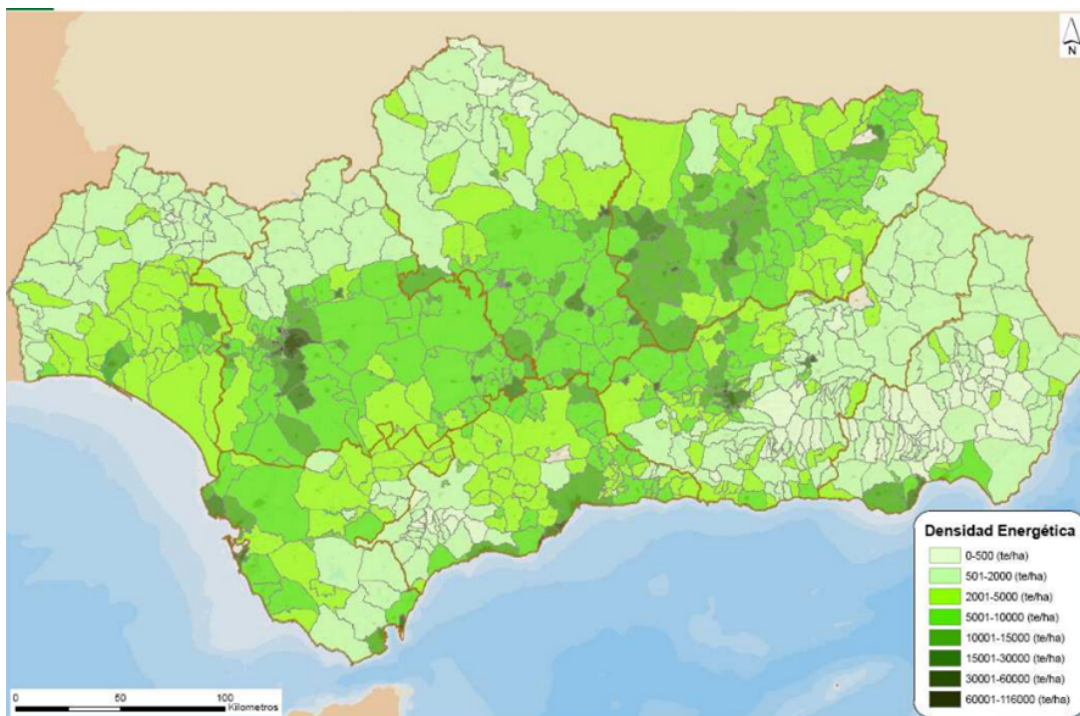 N
Densidad Energética
0-500 (te/ha)
501-2000 (te/ha)
2001-5000 (te/ha)
5001-10000 (te/ha)
10001-15000 (te/ha)
15001-30000 (te/ha)
30001-60000 (te/ha)
60001-116000 (te/ha)
0 50 100
Kilometros